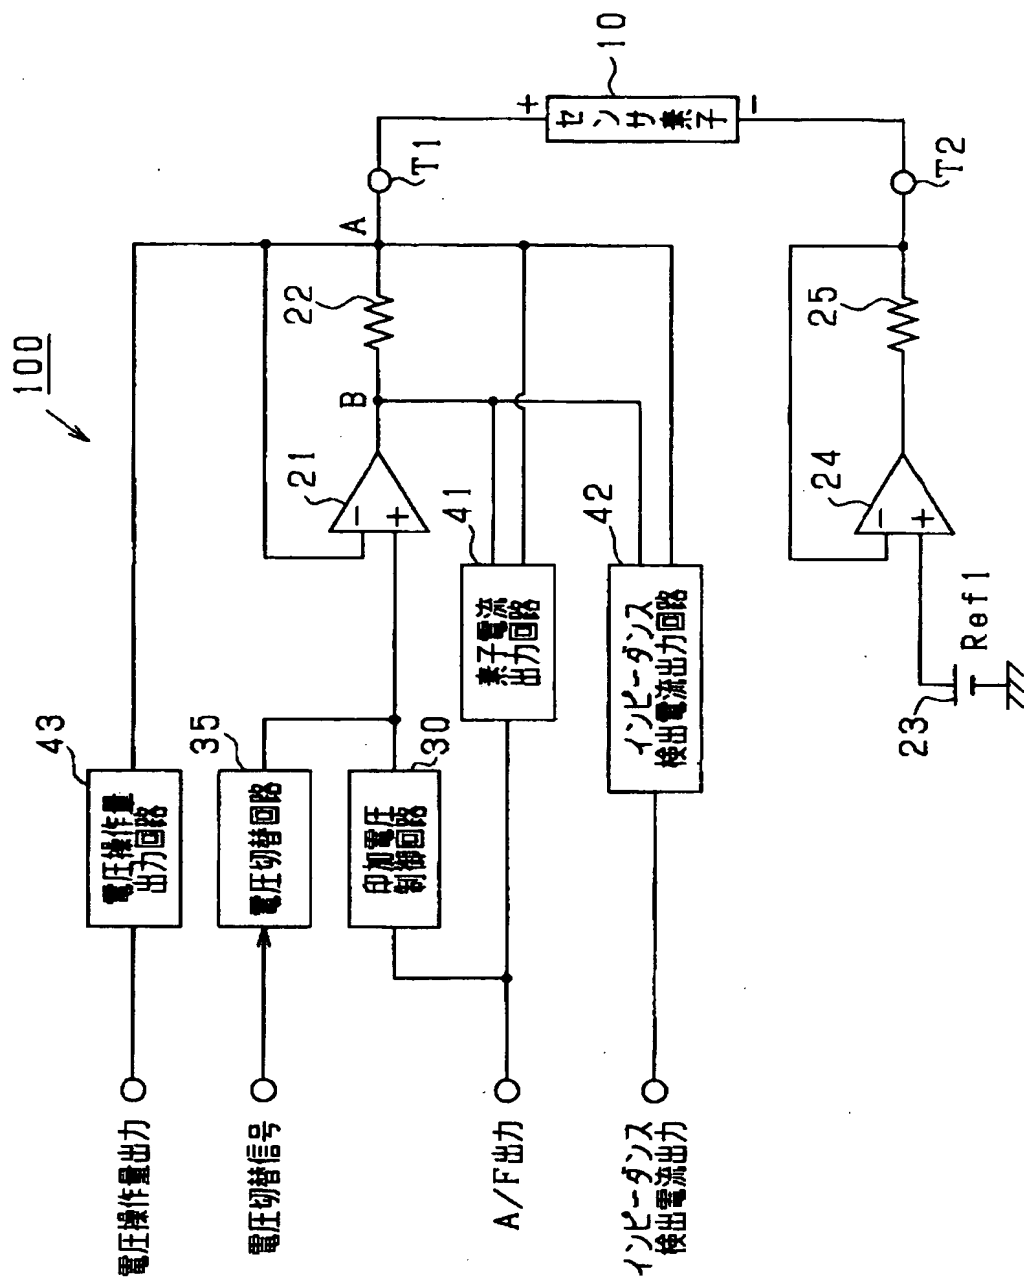 100
電圧操作量出力
電圧操作量
出力回路
43
電圧切替信号
電圧切替回路
35
印加電圧
制御回路
30
A/F出力
素子電流
出力回路
41
インピーダンス
検出電流出力
インピーダンス
検出電流出力回路
42
21
−
+
B
22
A
T1
+
センサ素子
10
−
T2
25
24
−
+
23
Ref1